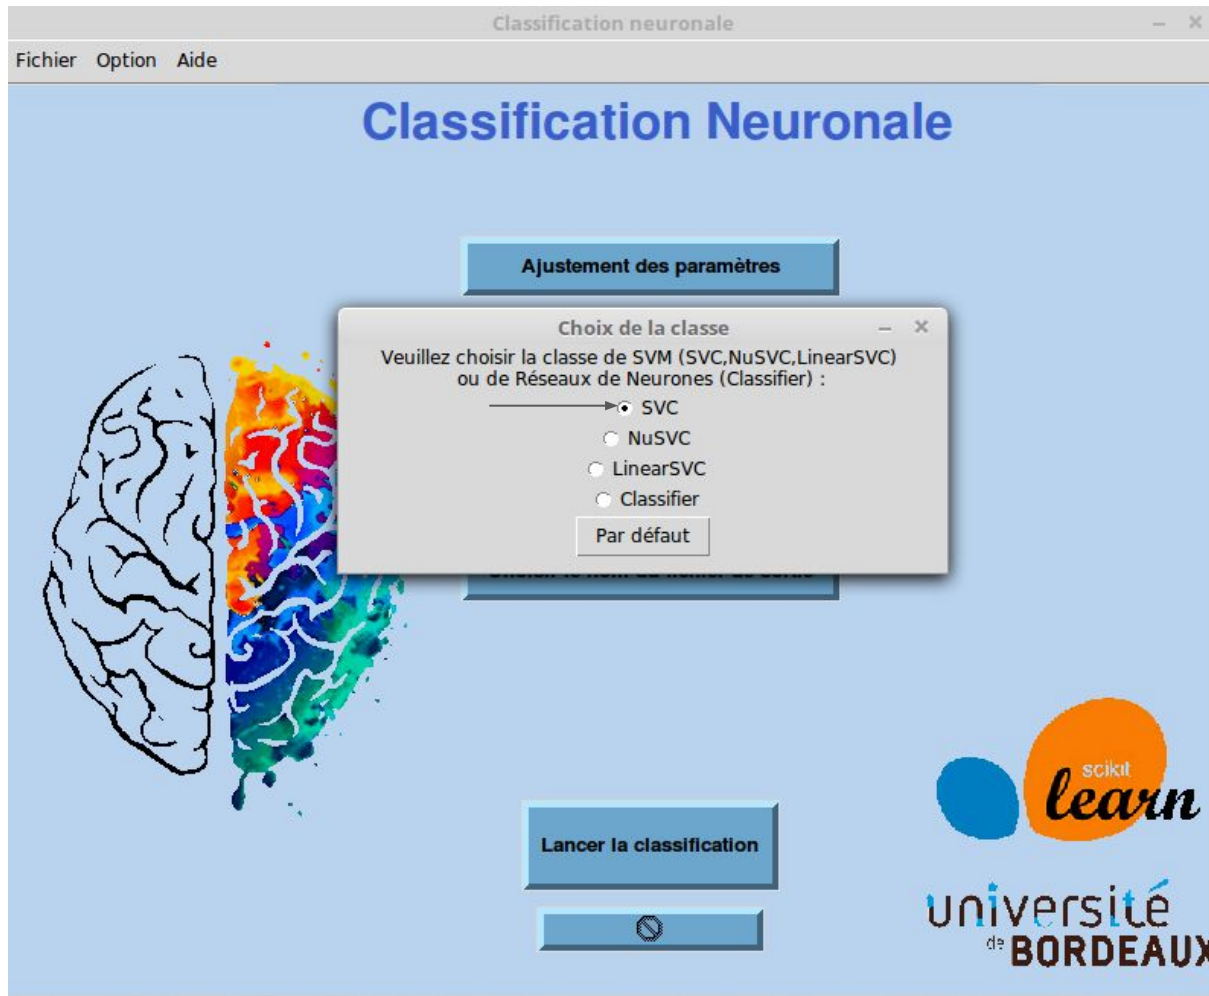 Classification neuronale
Fichier Option Aide
Classification Neuronale
Ajustement des paramètres
Choix de la classe
Veuillez choisir la classe de SVM (SVC,NuSVC,LinearSVC)
ou de Réseaux de Neurones (Classifier) :
SVC
NuSVC
LinearSVC
Classifier
Par défaut
Lancer la classification
scikit
learn
université
de BORDEAUX